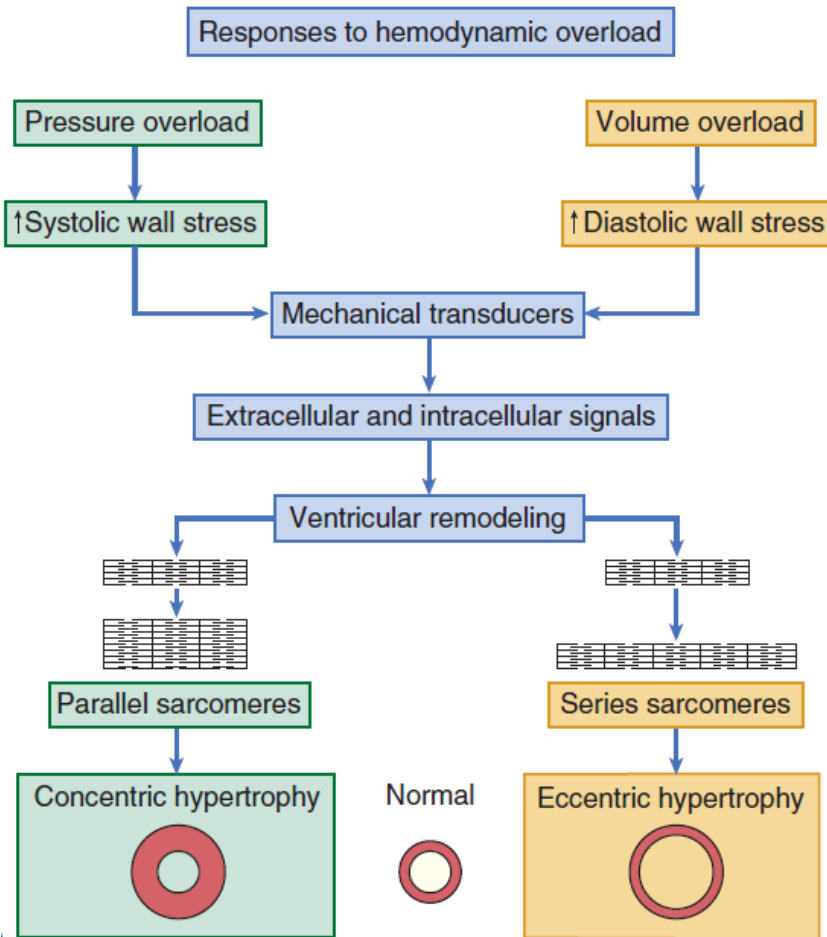 Responses to hemodynamic overload
Pressure overload
Volume overload
↑Systolic wall stress
↑Diastolic wall stress
Mechanical transducers
Extracellular and intracellular signals
Ventricular remodeling
Parallel sarcomeres
Series sarcomeres
Concentric hypertrophy
Normal
Eccentric hypertrophy